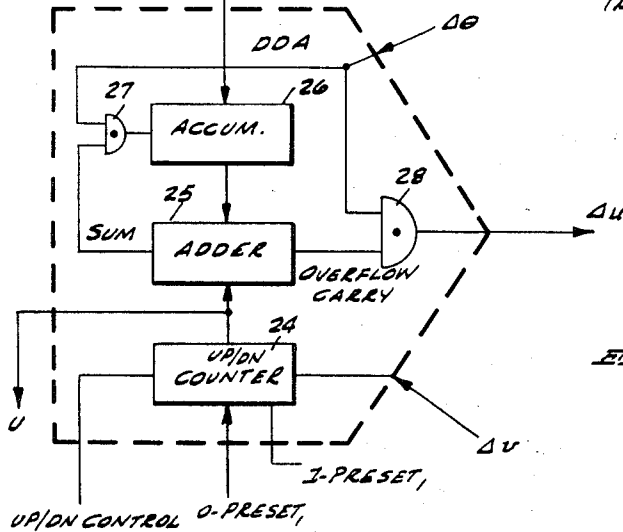 DDA
Δθ
27
26
ACCUM.
28
25
SUM
ADDER
Δu
OVERFLOW
CARRY
24
UP/DN
COUNTER
U
Δv
1-PRESET,
UP/DN CONTROL
0-PRESET,